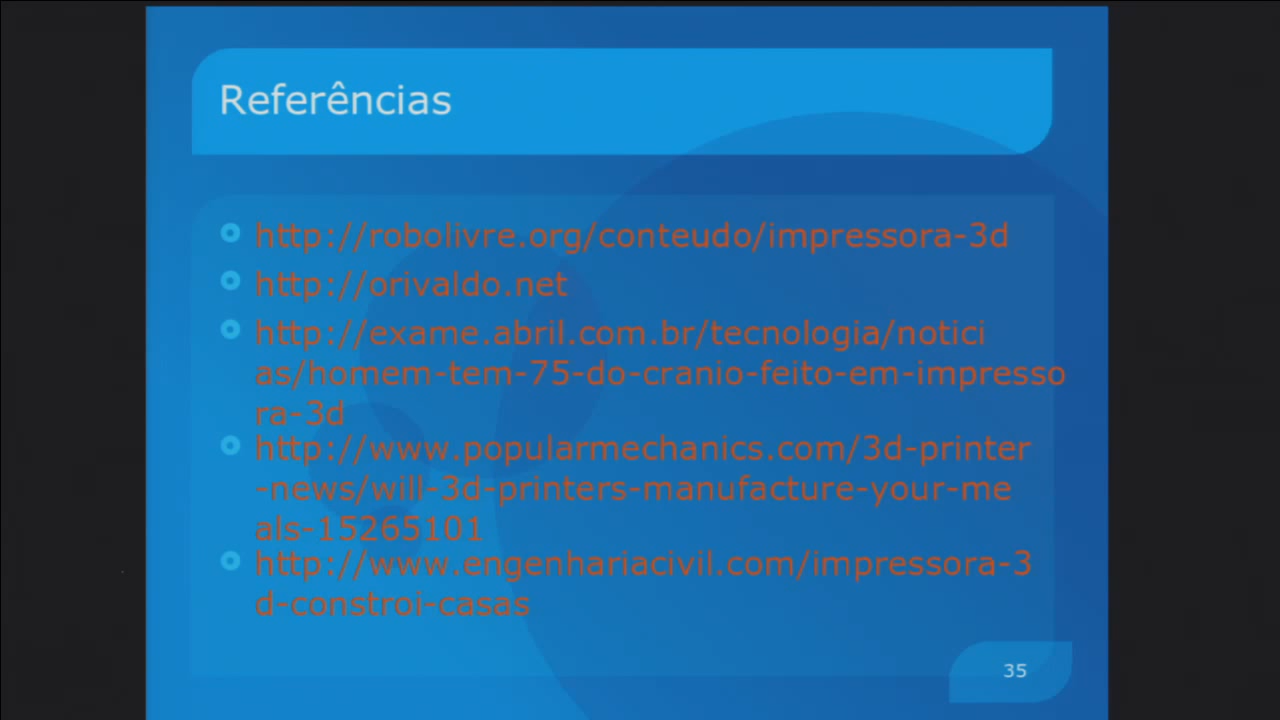 Referências
http://robolivre.org/conteudo/impressora-3d
http://orivaldo.net
http://exame.abril.com.br/tecnologia/notici
as/homem-tem-75-do-cranio-feito-em-impresso
ra-3d
http://www.popularmechanics.com/3d-printer
-news/will-3d-printers-manufacture-your-me
als-15265101
http://www.engenhariacivil.com/impressora-3
d-constroi-casas
35